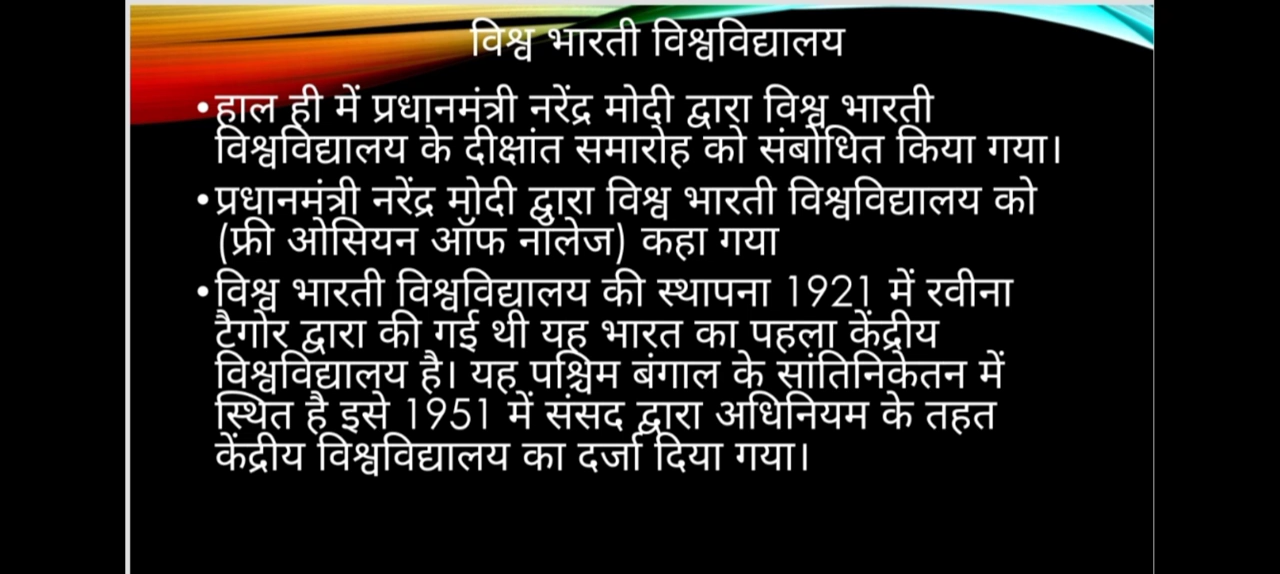 विश्व भारती विश्वविद्यालय
•हाल ही में प्रधानमंत्री नरेंद्र मोदी द्वारा विश्व भारती
विश्वविद्यालय के दीक्षांत समारोह को संबोधित किया गया।
•प्रधानमंत्री नरेंद्र मोदी द्वारा विश्व भारती विश्वविद्यालय को
(फ्री ओसियन ऑफ नॉलेज) कहा गया
•विश्व भारती विश्वविद्यालय की स्थापना 1921 में रवीना
टैगोर द्वारा की गई थी यह भारत का पहला केंद्रीय
विश्वविद्यालय है। यह पश्चिम बंगाल के सांतिनिकेतन में
स्थित है इसे 1951 में संसद द्वारा अधिनियम के तहत
केंद्रीय विश्वविद्यालय का दर्जा दिया गया।